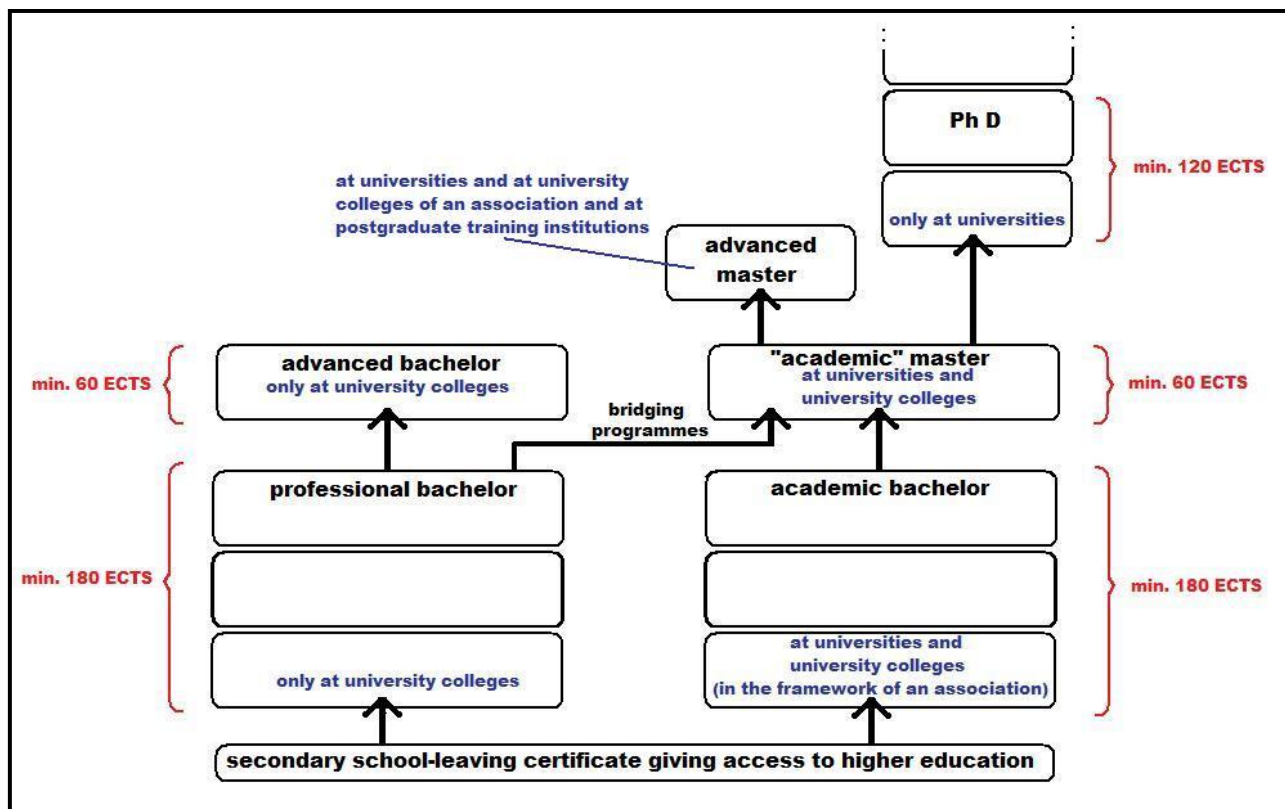 Ph D
min. 120 ECTS
only at universities
at universities and at university
colleges of an association and at
postgraduate training institutions
advanced
master
min. 60 ECTS
advanced bachelor
only at university colleges
"academic" master
at universities and
university colleges
min. 60 ECTS
bridging
programmes
professional bachelor
academic bachelor
min. 180 ECTS
min. 180 ECTS
only at university colleges
at universities and
university colleges
(in the framework of an association)
secondary school-leaving certificate giving access to higher education